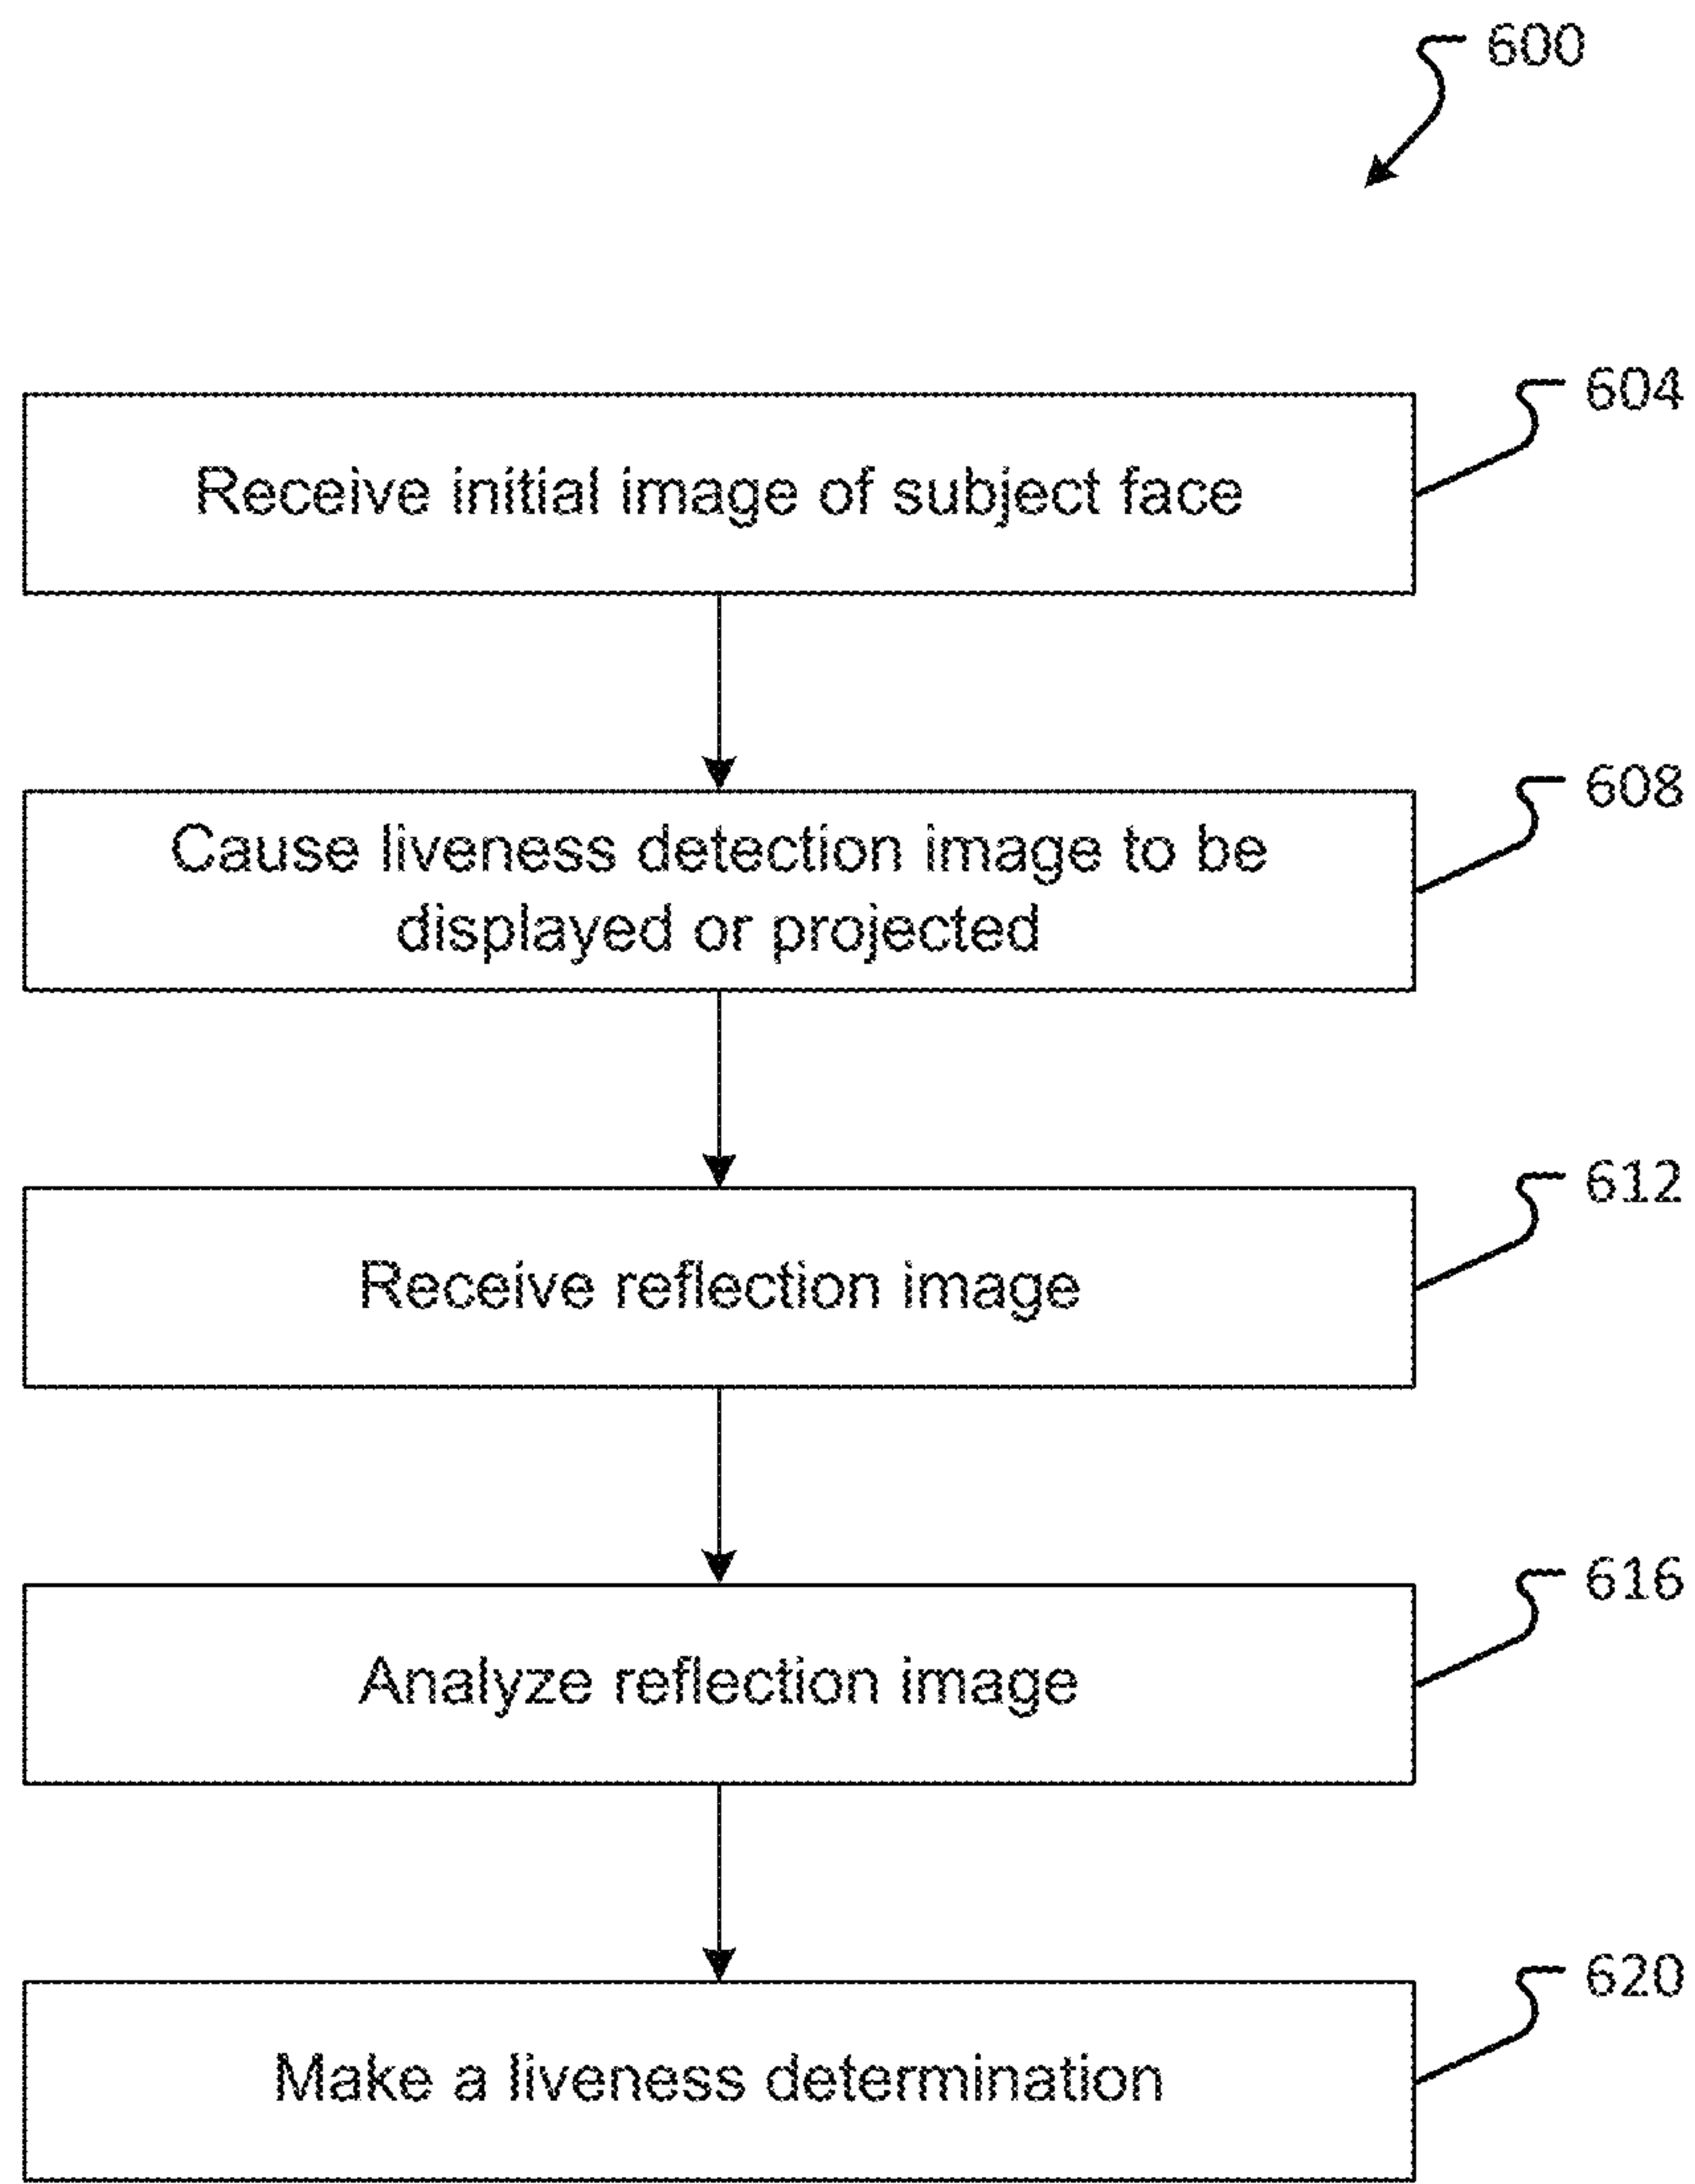 600
604
Receive initial image of subject face
608
Cause liveness detection image to be
displayed or projected
612
Receive reflection image
616
Analyze reflection image
620
Make a liveness determination